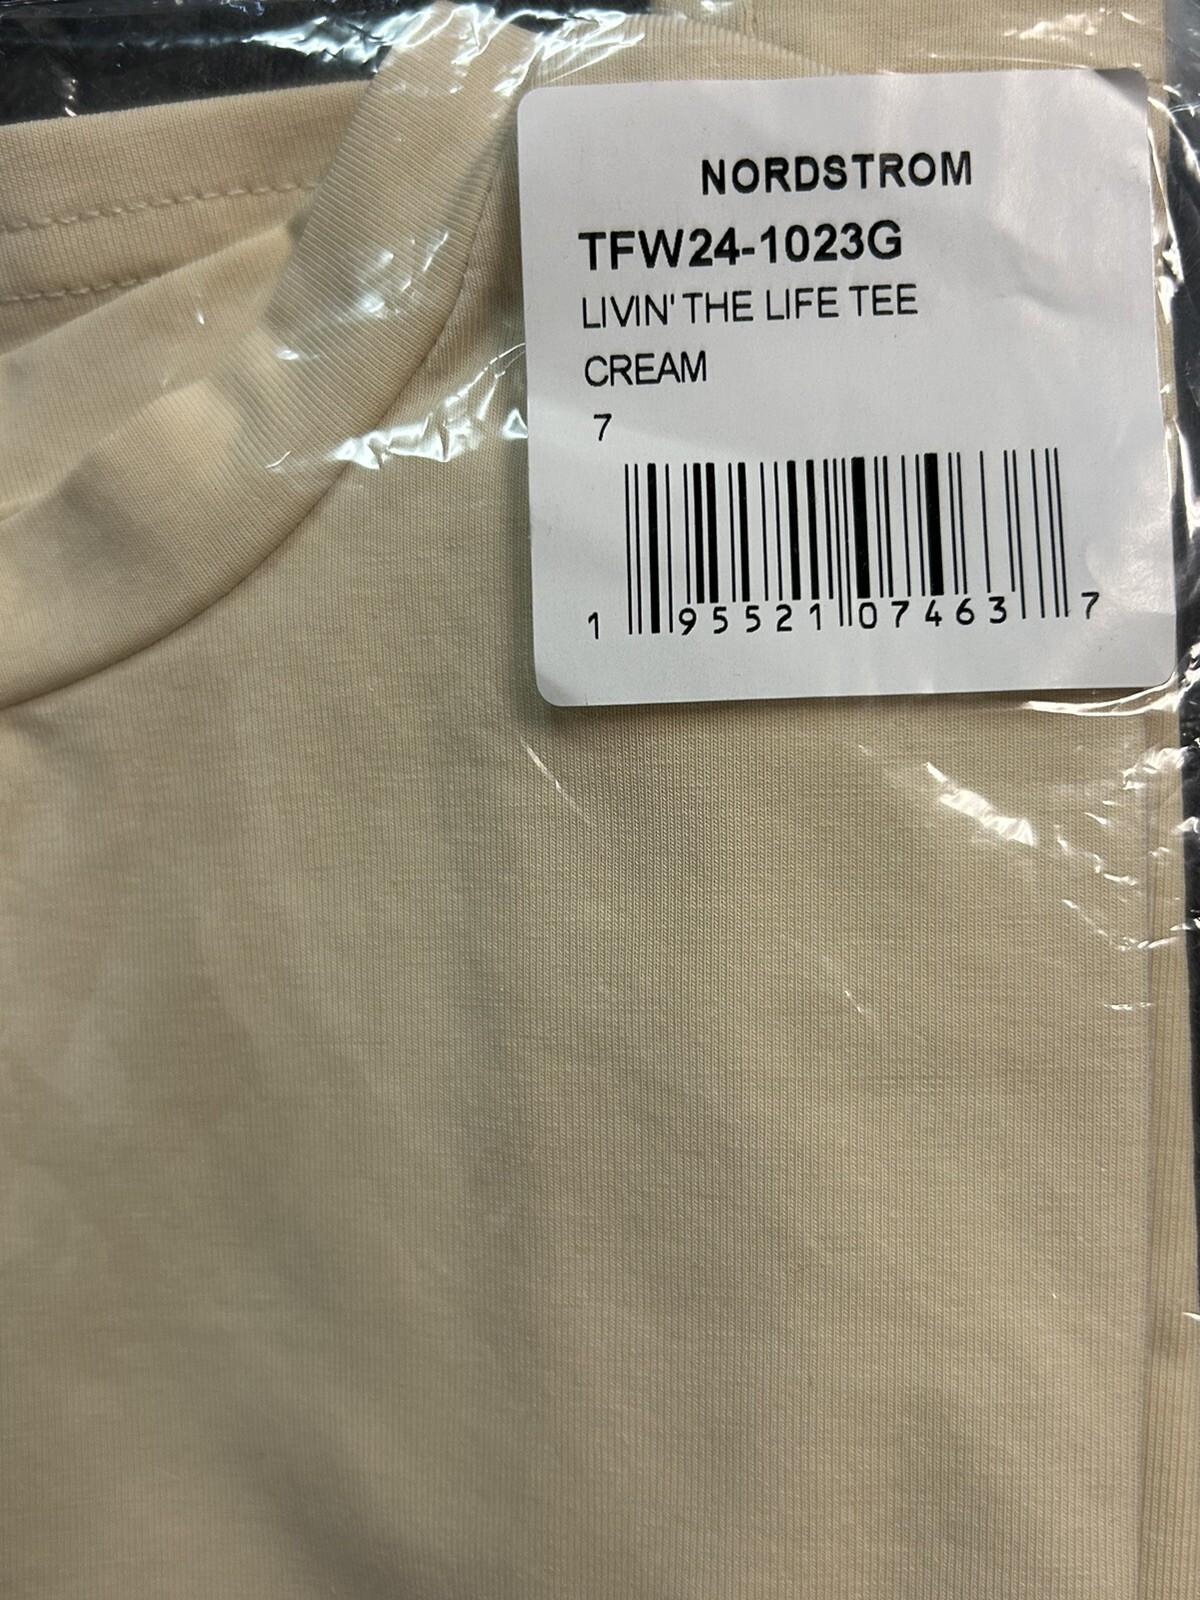 NORDSTROM
TFW24-1023G
LIVIN' THE LIFE TEE
CREAM
7
1 95521 07463 7